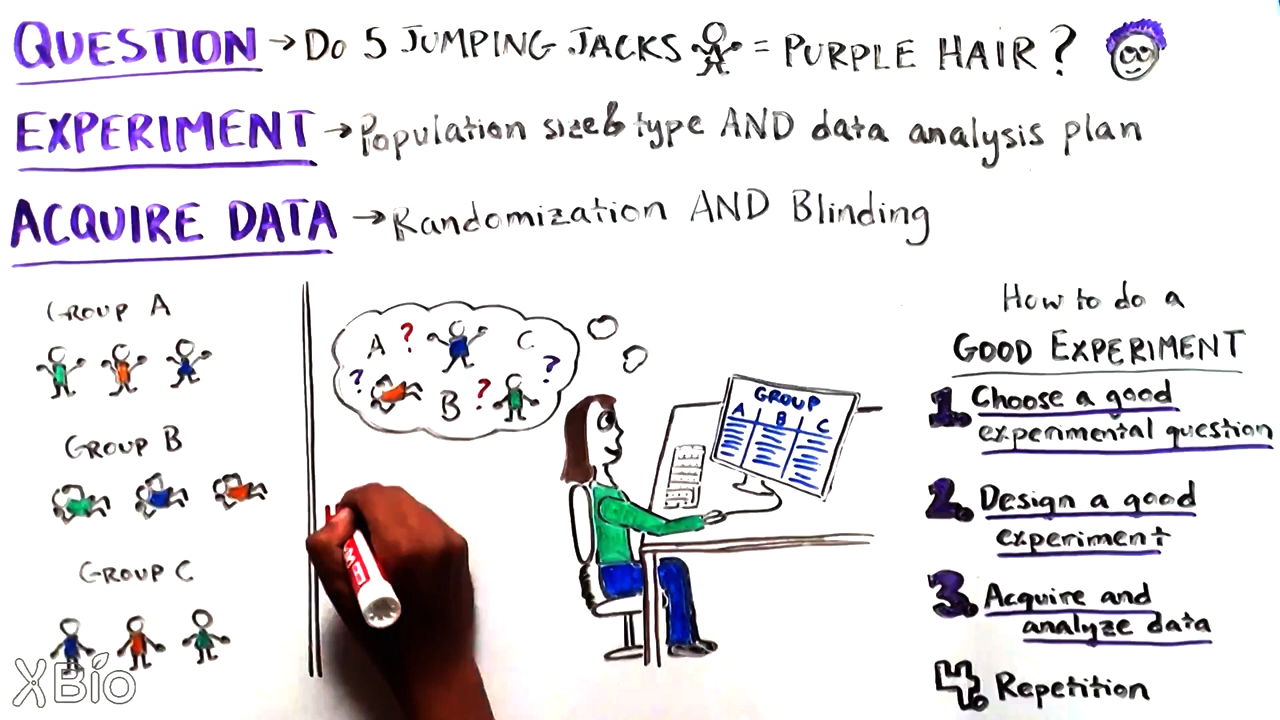 QUESTION → Do 5 JUMPING JACKS = PURPLE HAIR?
EXPERIMENT → Population size & type AND data analysis plan
ACQUIRE DATA → Randomization AND Blinding
GROUP A
GROUP B
GROUP C
A ? C
? B ? ?
GROUP
A B C
How to do a
GOOD EXPERIMENT
1. Choose a good
experimental question
2. Design a good
experiment
3. Acquire and
analyze data
4. Repetition
XBio